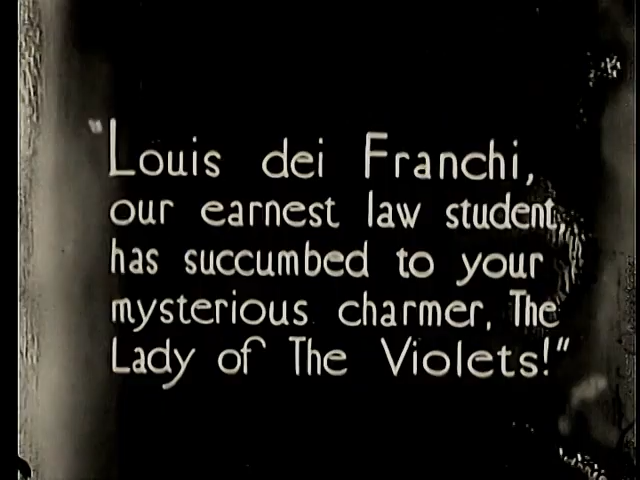 "Louis dei Franchi,
our earnest law student,
has succumbed to your
mysterious charmer, The
Lady of The Violets!"